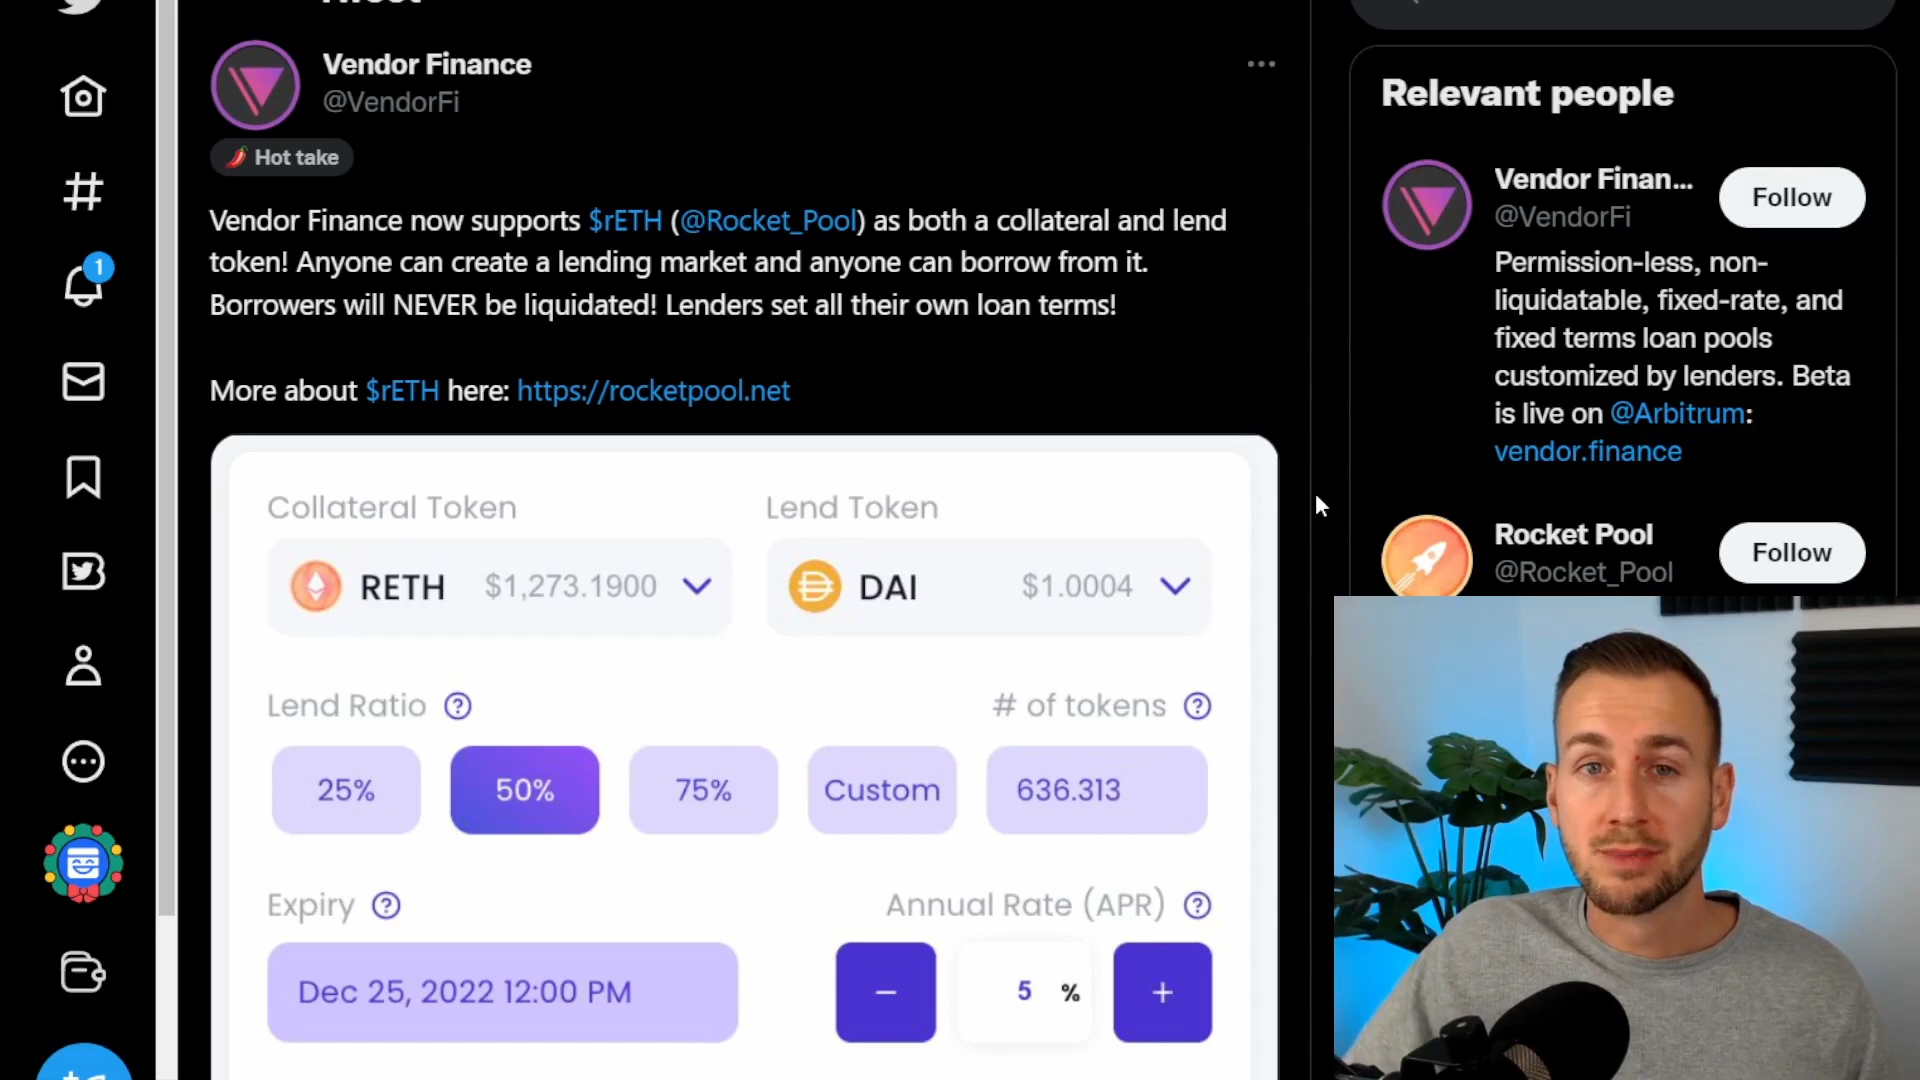 Tweet
Vendor Finance
@VendorFi
Hot take
Vendor Finance now supports $rETH (@Rocket_Pool) as both a collateral and lend
token! Anyone can create a lending market and anyone can borrow from it.
Borrowers will NEVER be liquidated! Lenders set all their own loan terms!
More about $rETH here: https://rocketpool.net
Collateral Token
Lend Token
RETH $1,273.1900
DAI $1.0004
Lend Ratio ?
# of tokens ?
25%
50%
75%
Custom
636.313
Expiry ?
Annual Rate (APR) ?
Dec 25, 2022 12:00 PM
− 5 % +
1
Relevant people
Vendor Finan...
@VendorFi
Follow
Permission-less, non-
liquidatable, fixed-rate, and
fixed terms loan pools
customized by lenders. Beta
is live on @Arbitrum:
vendor.finance
Rocket Pool
@Rocket_Pool
Follow